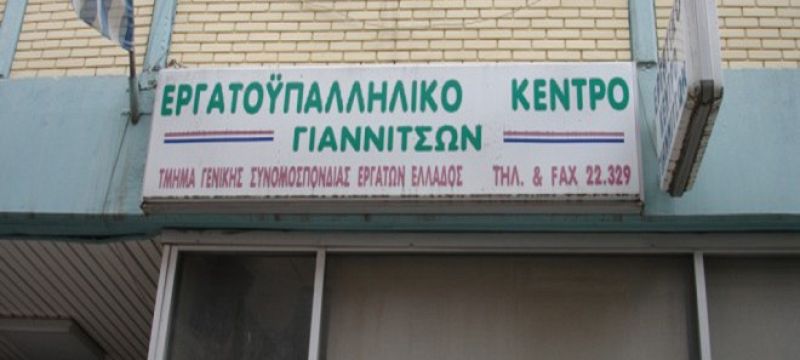 ΕΡΓΑΤΟΫΠΑΛΛΗΛΙΚΟ ΚΕΝΤΡΟ
ΓΙΑΝΝΙΤΣΩΝ
ΤΜΗΜΑ ΓΕΝΙΚΗΣ ΣΥΝΟΜΟΣΠΟΝΔΙΑΣ ΕΡΓΑΤΩΝ ΕΛΛΑΔΟΣ ΤΗΛ. & FAX 22.329